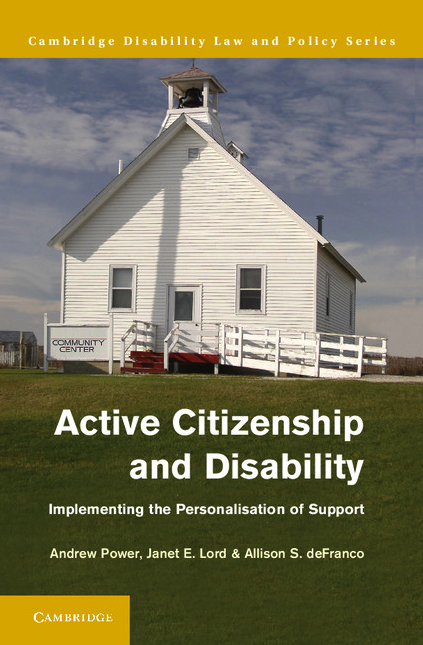 Cambridge Disability Law and Policy Series
COMMUNITY
CENTER
Active Citizenship
and Disability
Implementing the Personalisation of Support
Andrew Power, Janet E. Lord & Allison S. deFranco
CAMBRIDGE